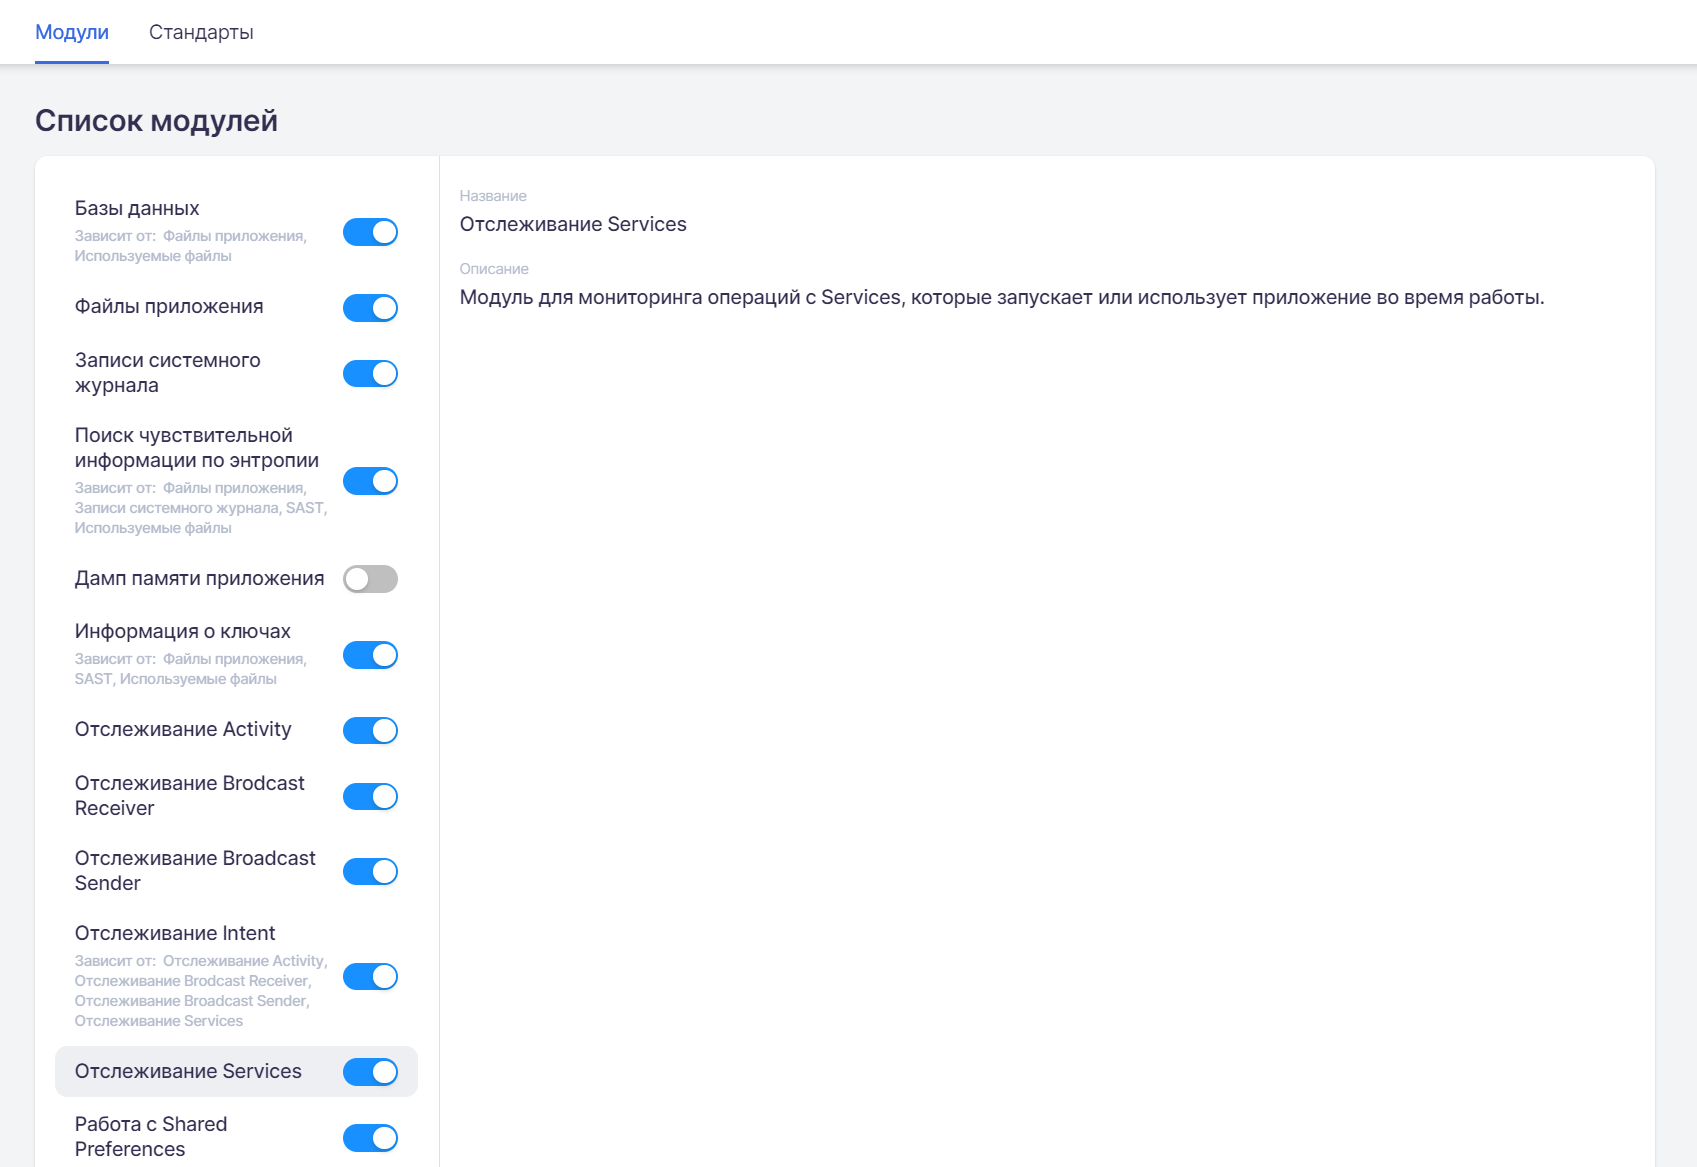 Модули
Стандарты
Список модулей
Базы данных
Зависит от: Файлы приложения,
Используемые файлы
Файлы приложения
Записи системного
журнала
Поиск чувствительной
информации по энтропии
Зависит от: Файлы приложения,
Записи системного журнала, SAST,
Используемые файлы
Дамп памяти приложения
Информация о ключах
Зависит от: Файлы приложения,
SAST, Используемые файлы
Отслеживание Activity
Отслеживание Brodcast
Receiver
Отслеживание Broadcast
Sender
Отслеживание Intent
Зависит от: Отслеживание Activity,
Отслеживание Brodcast Receiver,
Отслеживание Broadcast Sender,
Отслеживание Services
Отслеживание Services
Работа с Shared
Preferences
Название
Отслеживание Services
Описание
Модуль для мониторинга операций с Services, которые запускает или использует приложение во время работы.